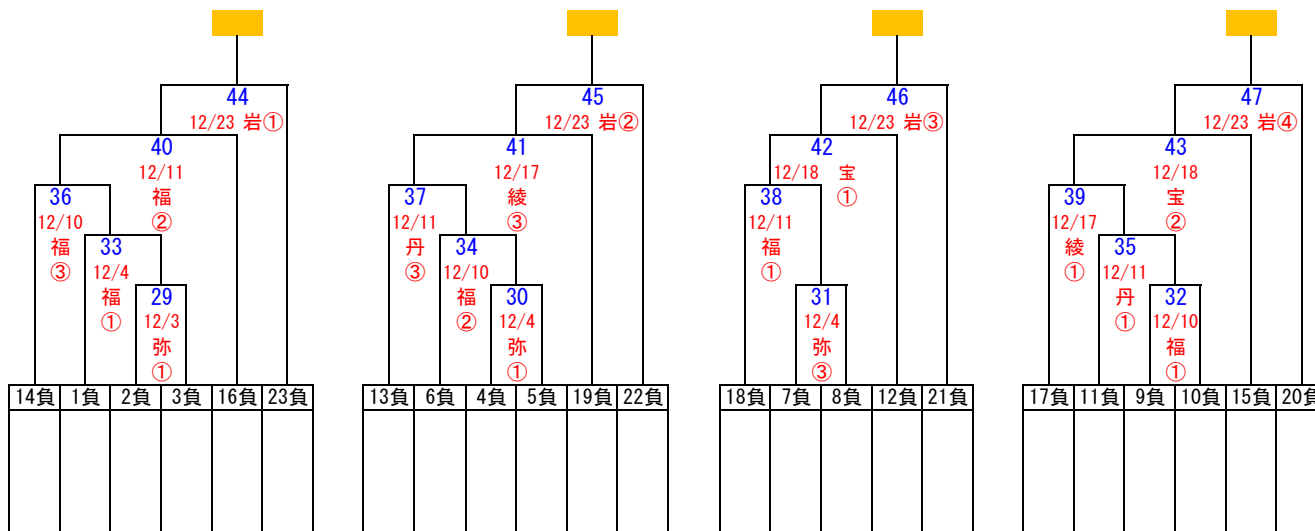 44
12/23 岩①
40
12/11
福
②
36
12/10
福
③
33
12/4
福
①
29
12/3
弥
①
14負 1負 2負 3負 16負 23負
45
12/23 岩②
41
12/17
綾
③
37
12/11
丹
③
34
12/10
福
②
30
12/4
弥
①
13負 6負 4負 5負 19負 22負
46
12/23 岩③
42
12/18 宝
①
38
12/11
福
①
31
12/4
弥
③
18負 7負 8負 12負 21負
47
12/23 岩④
43
12/18
宝
②
39
12/17
綾
①
35
12/11
丹
①
32
12/10
福
①
17負 11負 9負 10負 15負 20負